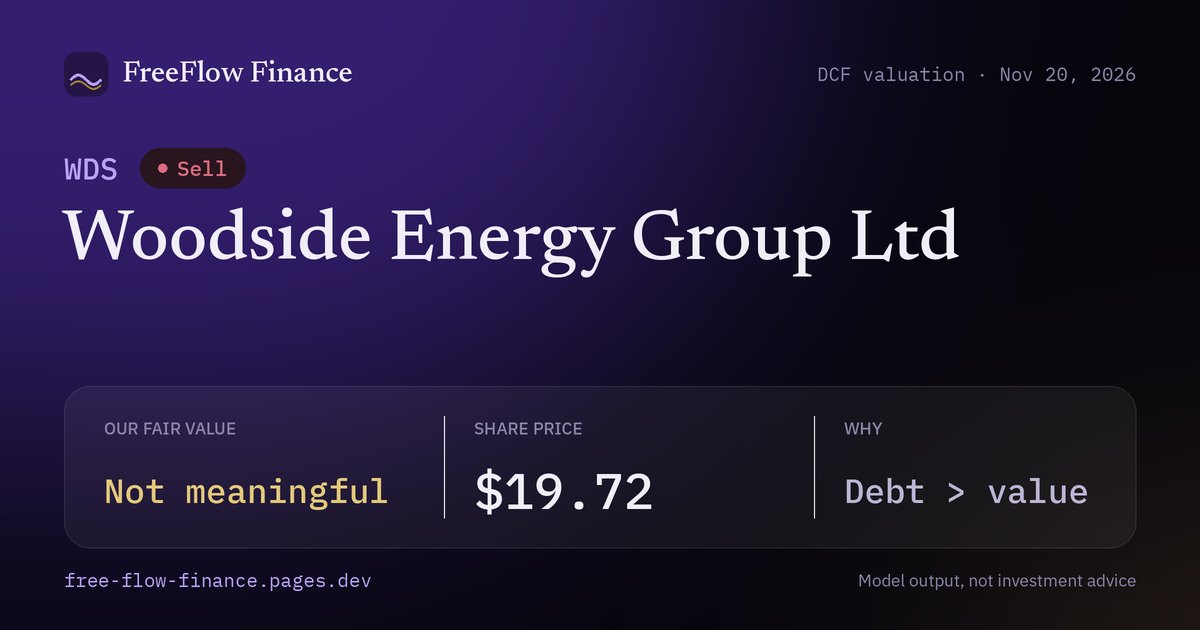 FreeFlow Finance
DCF valuation · Nov 20, 2026
WDS
Sell
Woodside Energy Group Ltd
OUR FAIR VALUE
Not meaningful
SHARE PRICE
$19.72
WHY
Debt > value
free-flow-finance.pages.dev
Model output, not investment advice